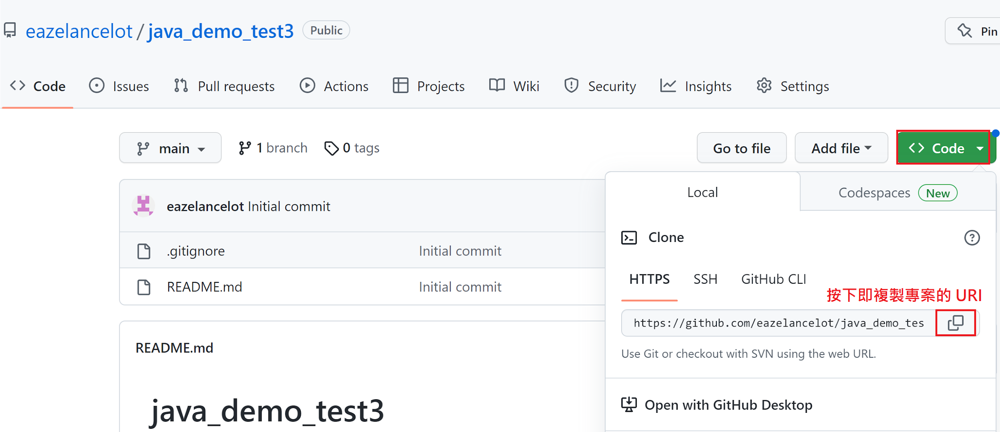 eazelancelot / java_demo_test3 Public
Pin
Code Issues Pull requests Actions Projects Wiki Security Insights Settings
main 1 branch 0 tags Go to file Add file Code
Local Codespaces New
eazelancelot Initial commit
Clone
.gitignore Initial commit
HTTPS SSH GitHub CLI
README.md Initial commit
按下即複製專案的 URI
https://github.com/eazelancelot/java_demo_tes
README.md
Use Git or checkout with SVN using the web URL.
java_demo_test3
Open with GitHub Desktop